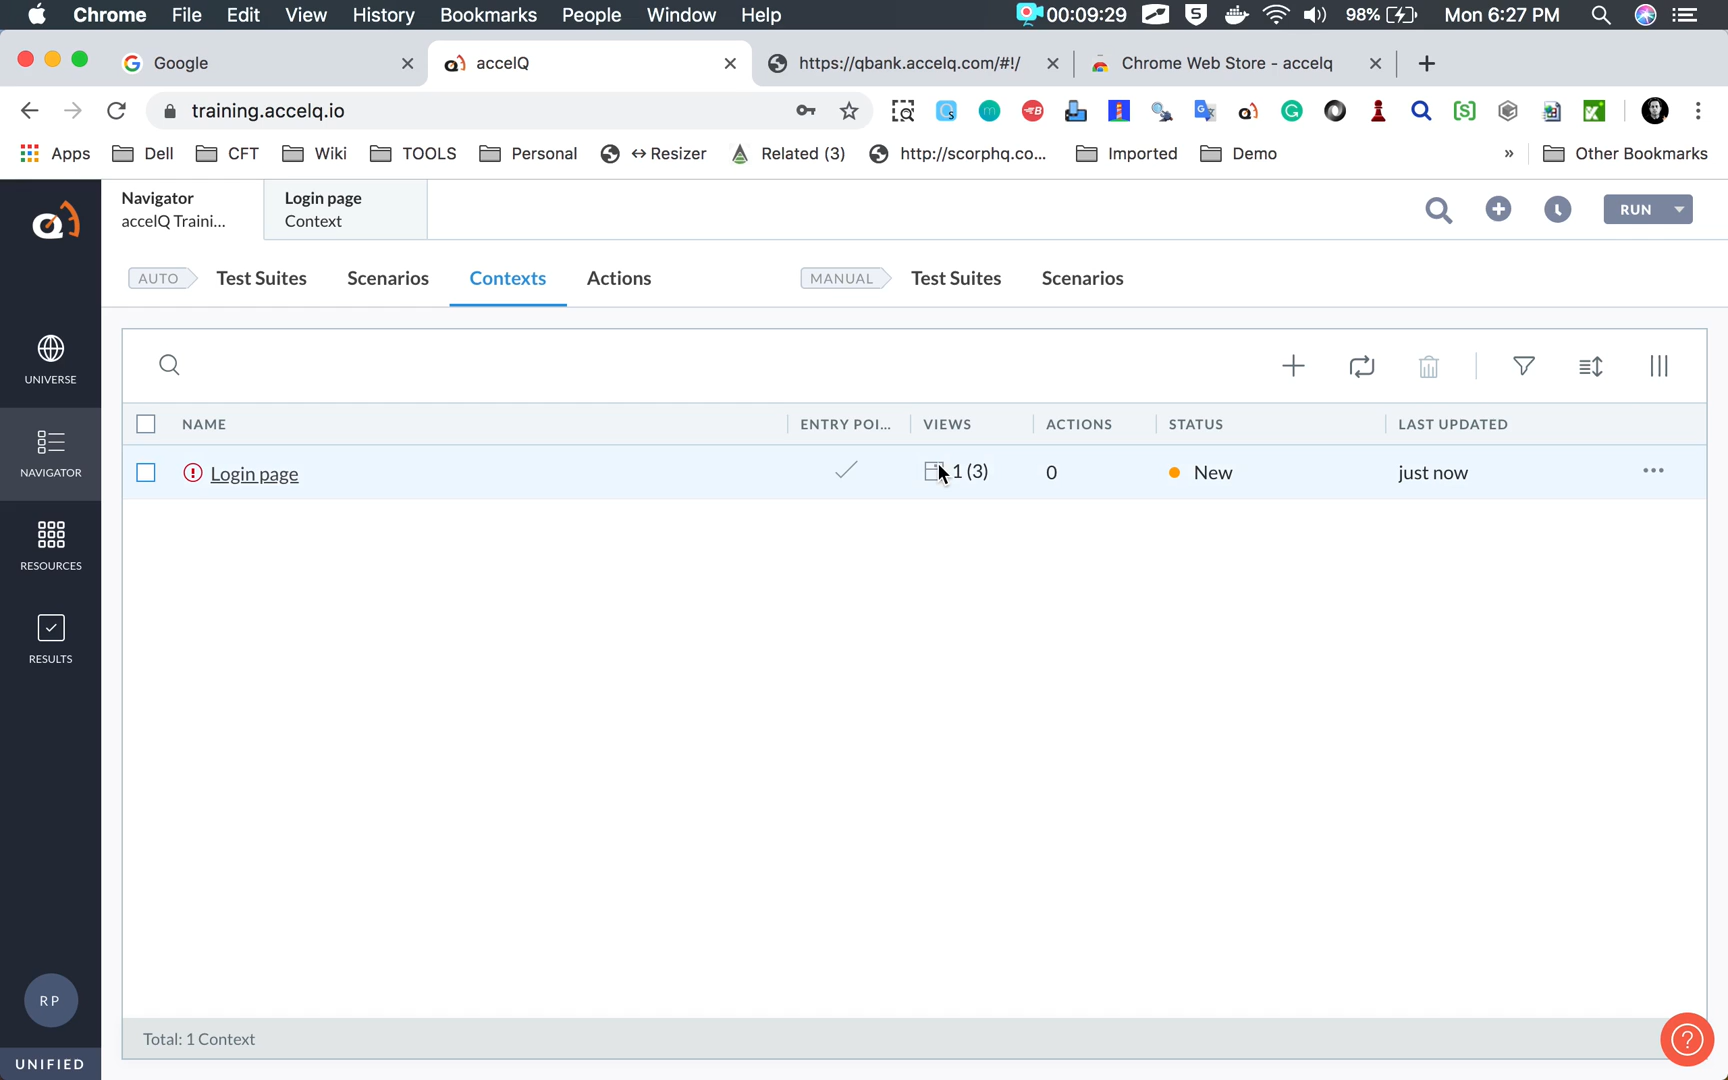 Chrome File Edit View History Bookmarks People Window Help 00:09:29 S 98% Mon 6:27 PM
Google accelQ https://qbank.accelq.com/#!/ Chrome Web Store - accelq
training.accelq.io
Apps Dell CFT Wiki TOOLS Personal ↔Resizer Related (3) http://scorphq.co... Imported Demo » Other Bookmarks
Navigator
accelQ Traini...
Login page
Context
RUN
AUTO Test Suites Scenarios Contexts Actions MANUAL Test Suites Scenarios
UNIVERSE
NAVIGATOR
RESOURCES
RESULTS
RP
UNIFIED
NAME ENTRY POI... VIEWS ACTIONS STATUS LAST UPDATED
Login page 1 (3) 0 New just now
Total: 1 Context
?